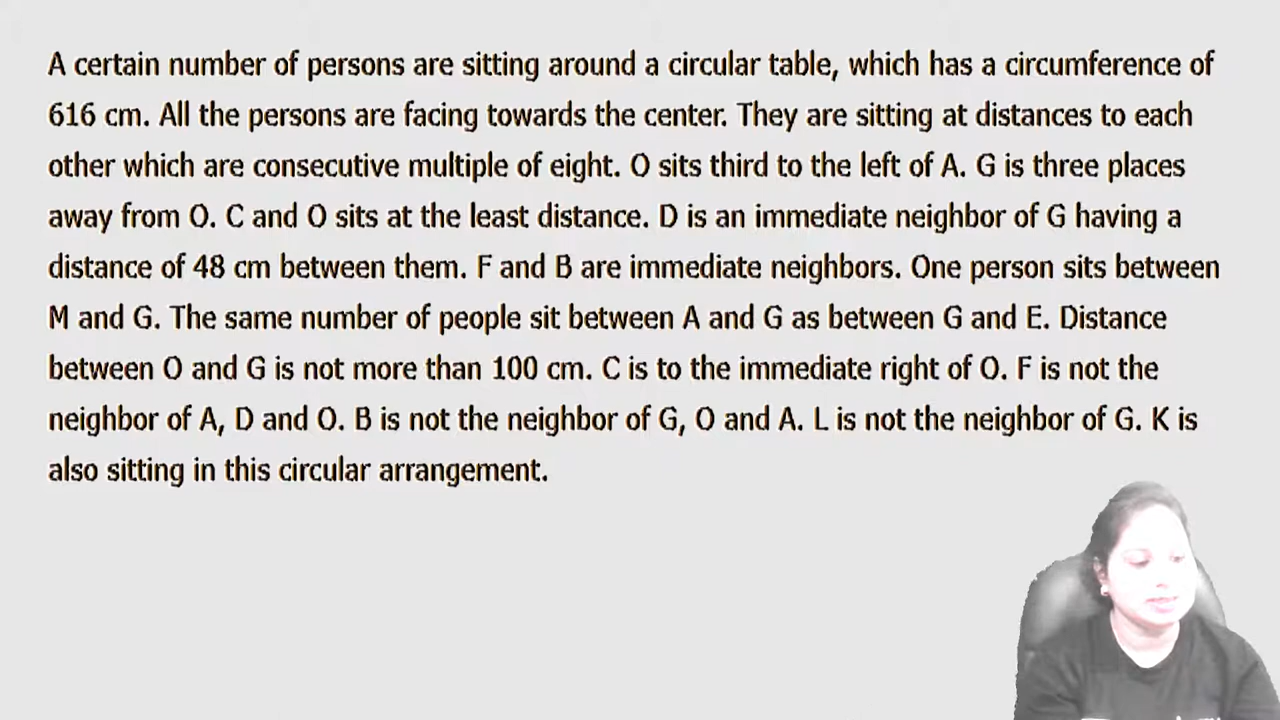 A certain number of persons are sitting around a circular table, which has a circumference of
616 cm. All the persons are facing towards the center. They are sitting at distances to each
other which are consecutive multiple of eight. O sits third to the left of A. G is three places
away from O. C and O sits at the least distance. D is an immediate neighbor of G having a
distance of 48 cm between them. F and B are immediate neighbors. One person sits between
M and G. The same number of people sit between A and G as between G and E. Distance
between O and G is not more than 100 cm. C is to the immediate right of O. F is not the
neighbor of A, D and O. B is not the neighbor of G, O and A. L is not the neighbor of G. K is
also sitting in this circular arrangement.